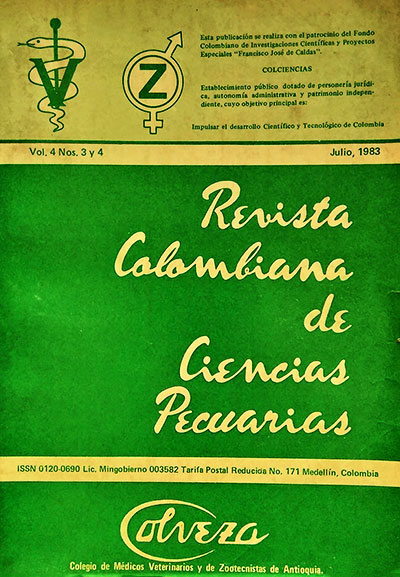 V
Z
Esta publicación se realiza con el patrocinio del Fondo
Colombiano de Investigaciones Científicas y Proyectos
Especiales "Francisco José de Caldas".
COLCIENCIAS
Establecimiento público dotado de personería jurídi-
ca, autonomía administrativa y patrimonio indepen-
diente, cuyo objetivo principal es:
Impulsar el desarrollo Científico y Tecnológico de Colombia
Vol. 4 Nos. 3 y 4
Julio, 1983
Revista
Colombiana
de
Ciencias
Pecuarias
ISSN 0120-0690 Lic. Mingobierno 003582 Tarifa Postal Reducida No. 171 Medellín, Colombia
Colveza
Colegio de Médicos Veterinarios y de Zootecnistas de Antioquia.